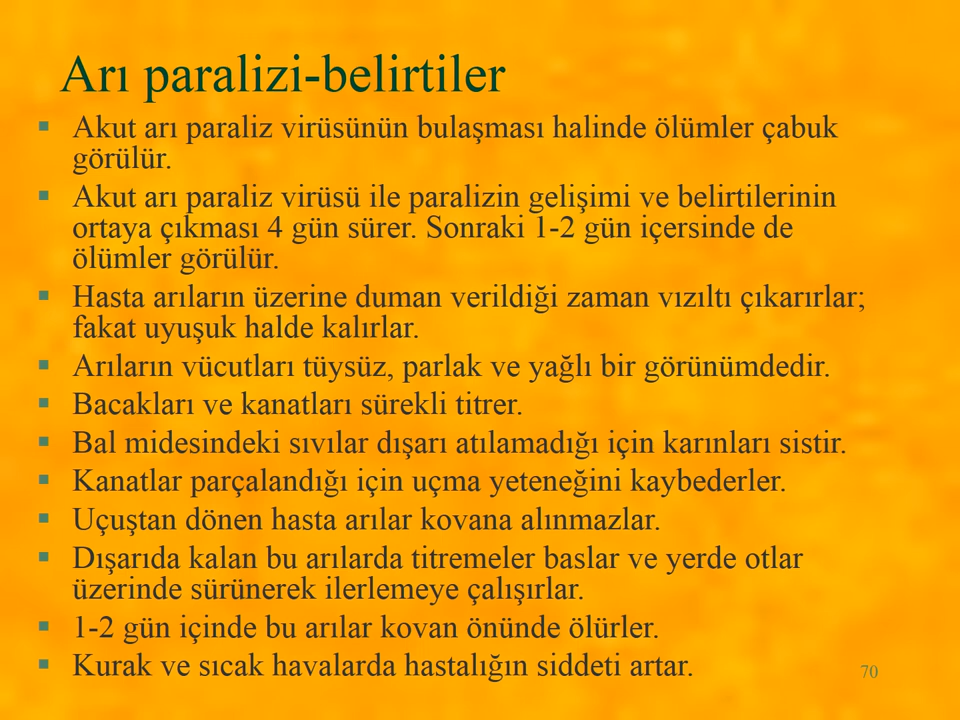 Arı paralizi-belirtiler
▪ Akut arı paraliz virüsünün bulaşması halinde ölümler çabuk
görülür.
▪ Akut arı paraliz virüsü ile paralizin gelişimi ve belirtilerinin
ortaya çıkması 4 gün sürer. Sonraki 1-2 gün içersinde de
ölümler görülür.
▪ Hasta arıların üzerine duman verildiği zaman vızıltı çıkarırlar;
fakat uyuşuk halde kalırlar.
▪ Arıların vücutları tüysüz, parlak ve yağlı bir görünümdedir.
▪ Bacakları ve kanatları sürekli titrer.
▪ Bal midesindeki sıvılar dışarı atılamadığı için karınları sistir.
▪ Kanatlar parçalandığı için uçma yeteneğini kaybederler.
▪ Uçuştan dönen hasta arılar kovana alınmazlar.
▪ Dışarıda kalan bu arılarda titremeler baslar ve yerde otlar
üzerinde sürünerek ilerlemeye çalışırlar.
▪ 1-2 gün içinde bu arılar kovan önünde ölürler.
▪ Kurak ve sıcak havalarda hastalığın siddeti artar.
70